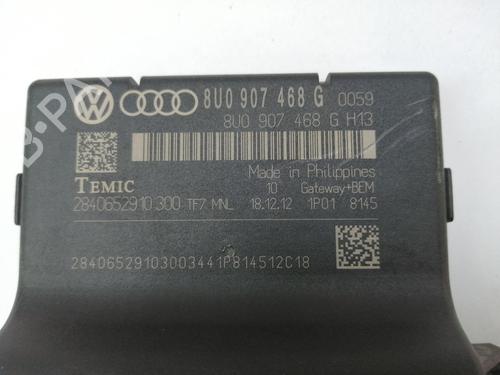 8U0 907 468 G 0059
8U0 907 468 G H13
TEMIC
Made in Philippines
10 Gateway+BEM
2840652910300 TF7 MNL 18.12.12 1P01 8145
28406529103003441P814512C18